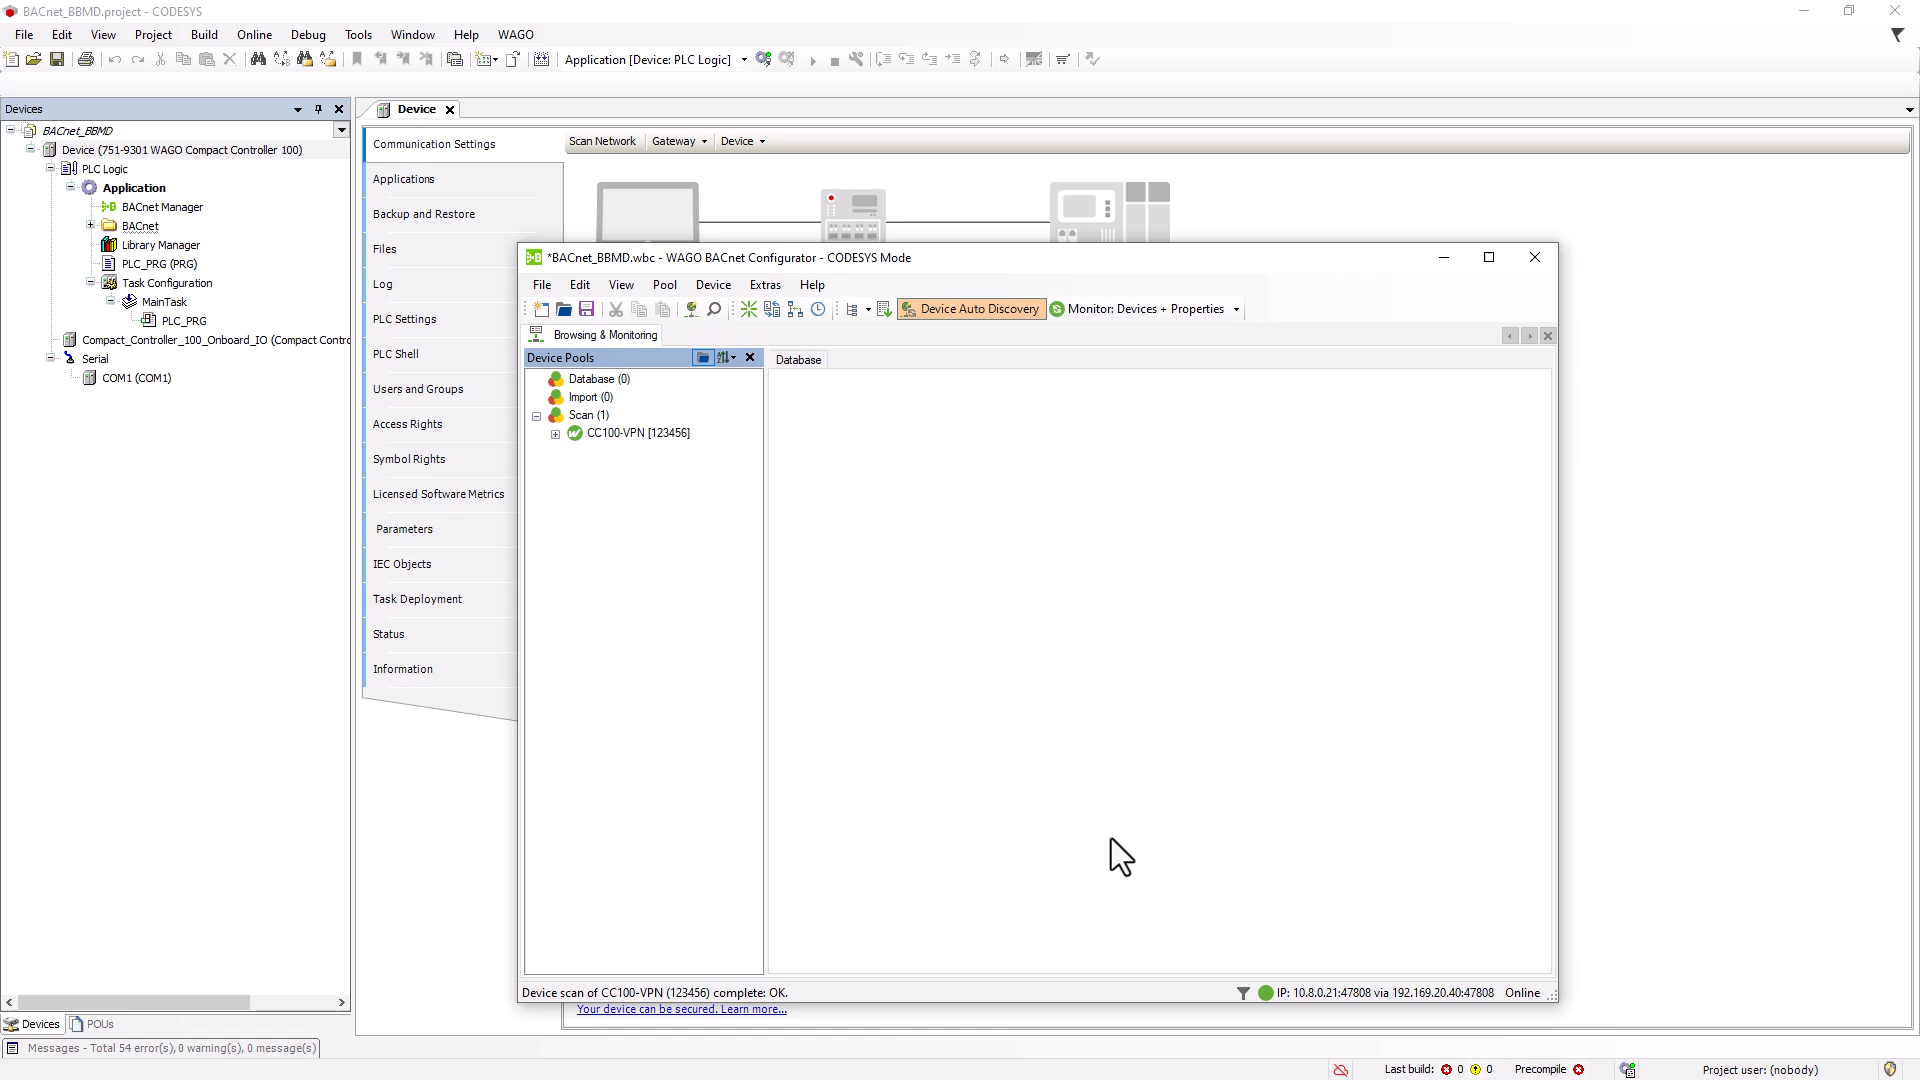 BACnet_BBMD.project - CODESYS
File Edit View Project Build Online Debug Tools Window Help WAGO
Application [Device: PLC Logic]
Devices
BACnet_BBMD
Device (751-9301 WAGO Compact Controller 100)
PLC Logic
Application
BACnet Manager
BACnet
Library Manager
PLC_PRG (PRG)
Task Configuration
MainTask
PLC_PRG
Compact_Controller_100_Onboard_IO (Compact Contro
Serial
COM1 (COM1)
Devices POUs
Messages - Total 54 error(s), 0 warning(s), 0 message(s)
Device
Communication Settings
Applications
Backup and Restore
Files
Log
PLC Settings
PLC Shell
Users and Groups
Access Rights
Symbol Rights
Licensed Software Metrics
Parameters
IEC Objects
Task Deployment
Status
Information
Scan Network Gateway Device
*BACnet_BBMD.wbc - WAGO BACnet Configurator - CODESYS Mode
File Edit View Pool Device Extras Help
Device Auto Discovery Monitor: Devices + Properties
Browsing & Monitoring
Device Pools
Database
Database (0)
Import (0)
Scan (1)
CC100-VPN [123456]
Device scan of CC100-VPN (123456) complete: OK.
IP: 10.8.0.21:47808 via 192.169.20.40:47808 Online
Your device can be secured. Learn more...
Last build: 0 0 Precompile Project user: (nobody)